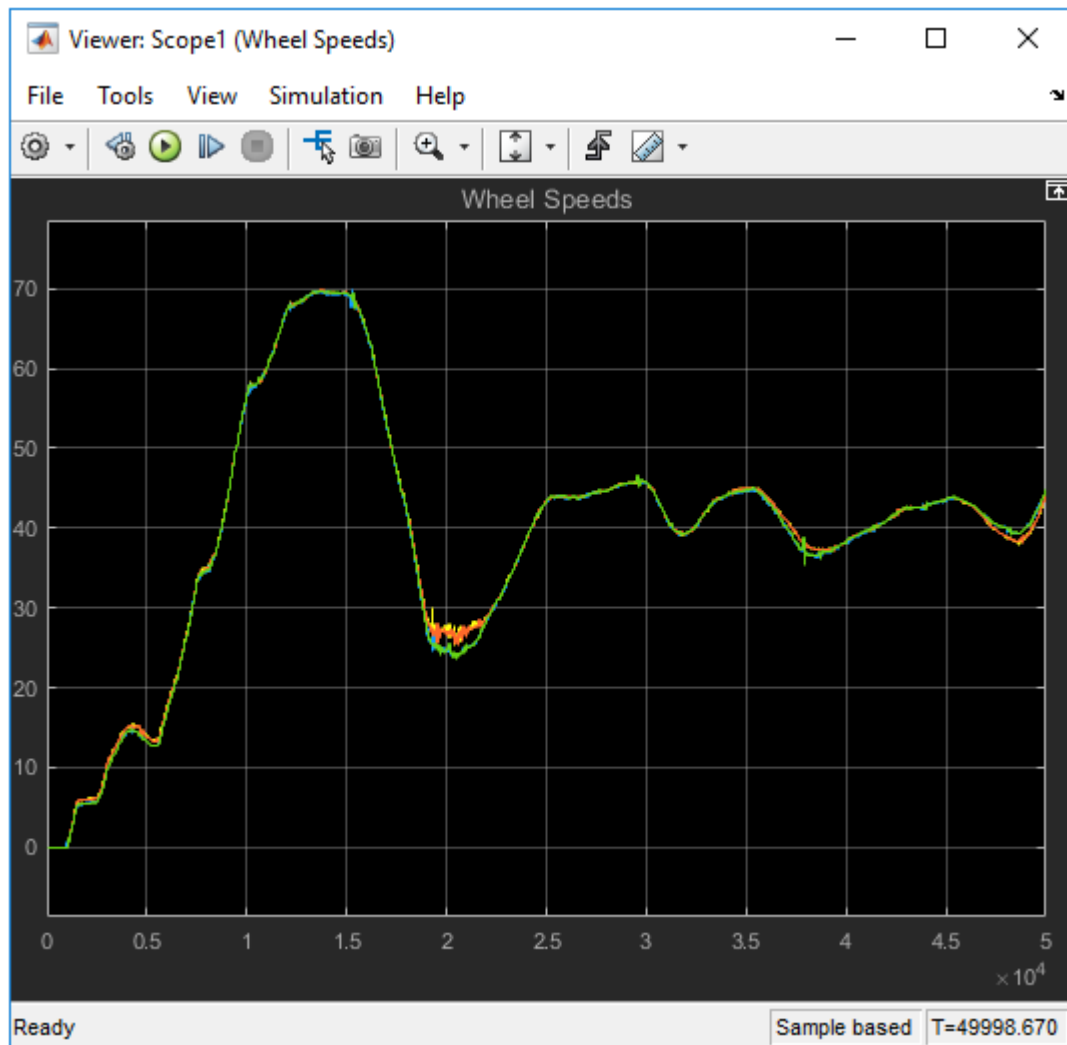 Viewer: Scope1 (Wheel Speeds)
File Tools View Simulation Help
Wheel Speeds
70
60
50
40
30
20
10
0
0 0.5 1 1.5 2 2.5 3 3.5 4 4.5 5
×10⁴
Ready Sample based T=49998.670